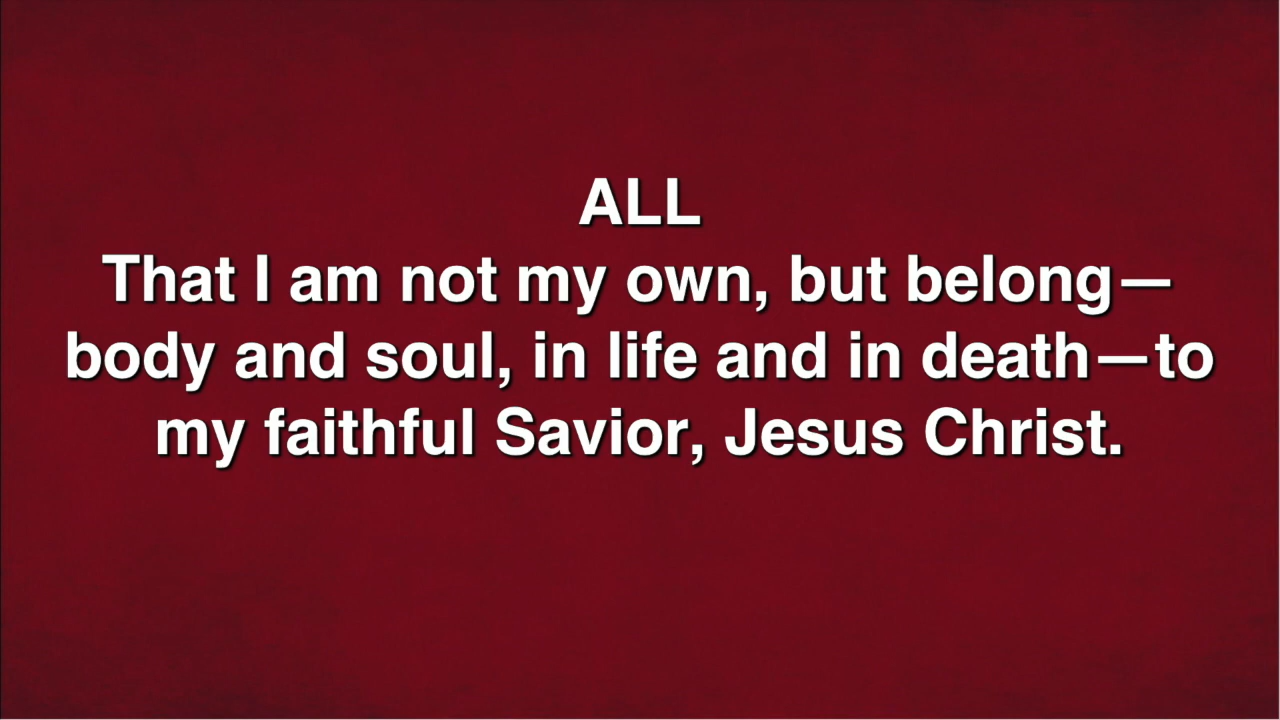 ALL
That I am not my own, but belong—
body and soul, in life and in death—to
my faithful Savior, Jesus Christ.